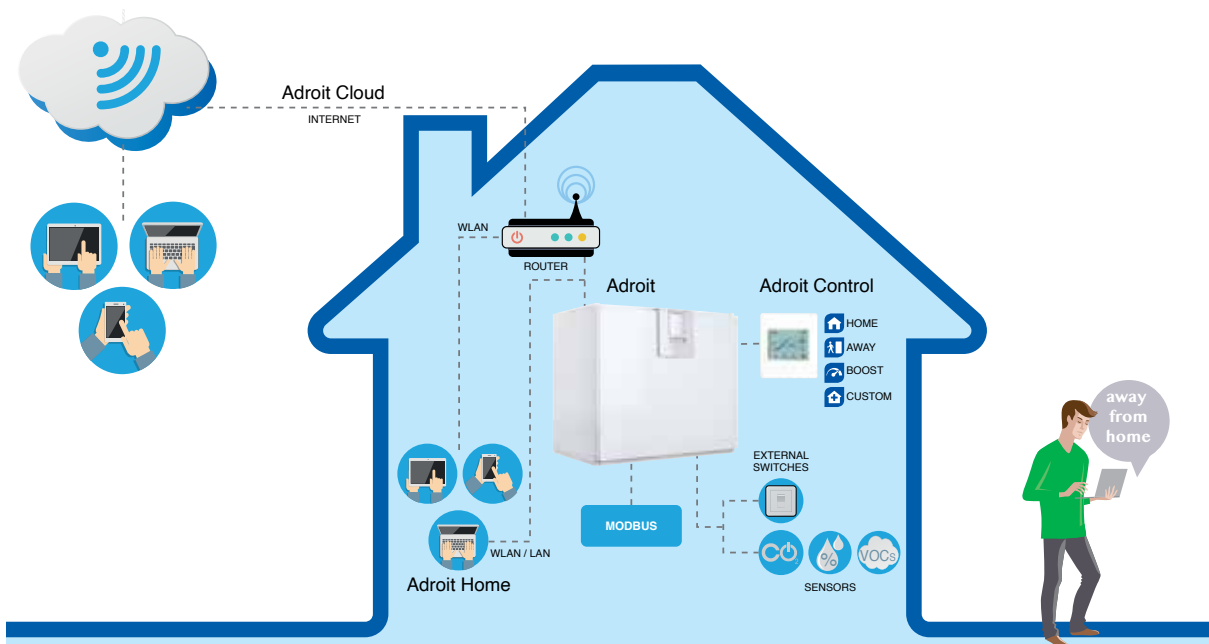 Adroit Cloud
INTERNET
WLAN
ROUTER
Adroit
Adroit Control
HOME
AWAY
BOOST
CUSTOM
away
from
home
EXTERNAL
SWITCHES
MODBUS
WLAN / LAN
Adroit Home
CO
%
VOCs
SENSORS